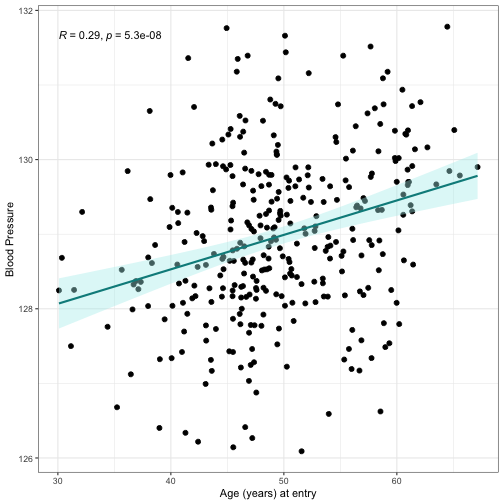 132
R = 0.29, p = 5.3e-08
130
Blood Pressure
128
126
30 40 50 60
Age (years) at entry